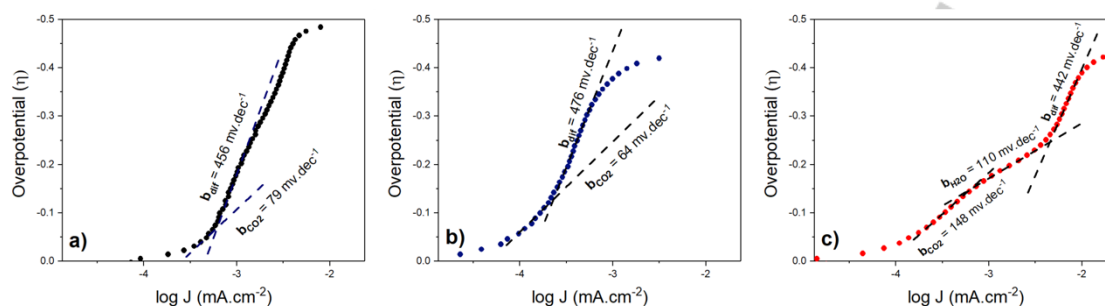 -0.5
-0.4
-0.3
-0.2
-0.1
0.0
Overpotential (η)
b_dif = 456 mv.dec⁻¹
b_CO2 = 79 mv.dec⁻¹
a)
-4
-3
-2
log J (mA.cm⁻²)
-0.5
-0.4
-0.3
-0.2
-0.1
0.0
Overpotential (η)
b_dif = 476 mv.dec⁻¹
b_CO2 = 64 mv.dec⁻¹
b)
-4
-3
-2
log J (mA.cm⁻²)
-0.5
-0.4
-0.3
-0.2
-0.1
0.0
Overpotential (η)
b_dif = 442 mv.dec⁻¹
b_H2O = 110 mv.dec⁻¹
b_CO2 = 148 mv.dec⁻¹
c)
-4
-3
-2
log J (mA.cm⁻²)